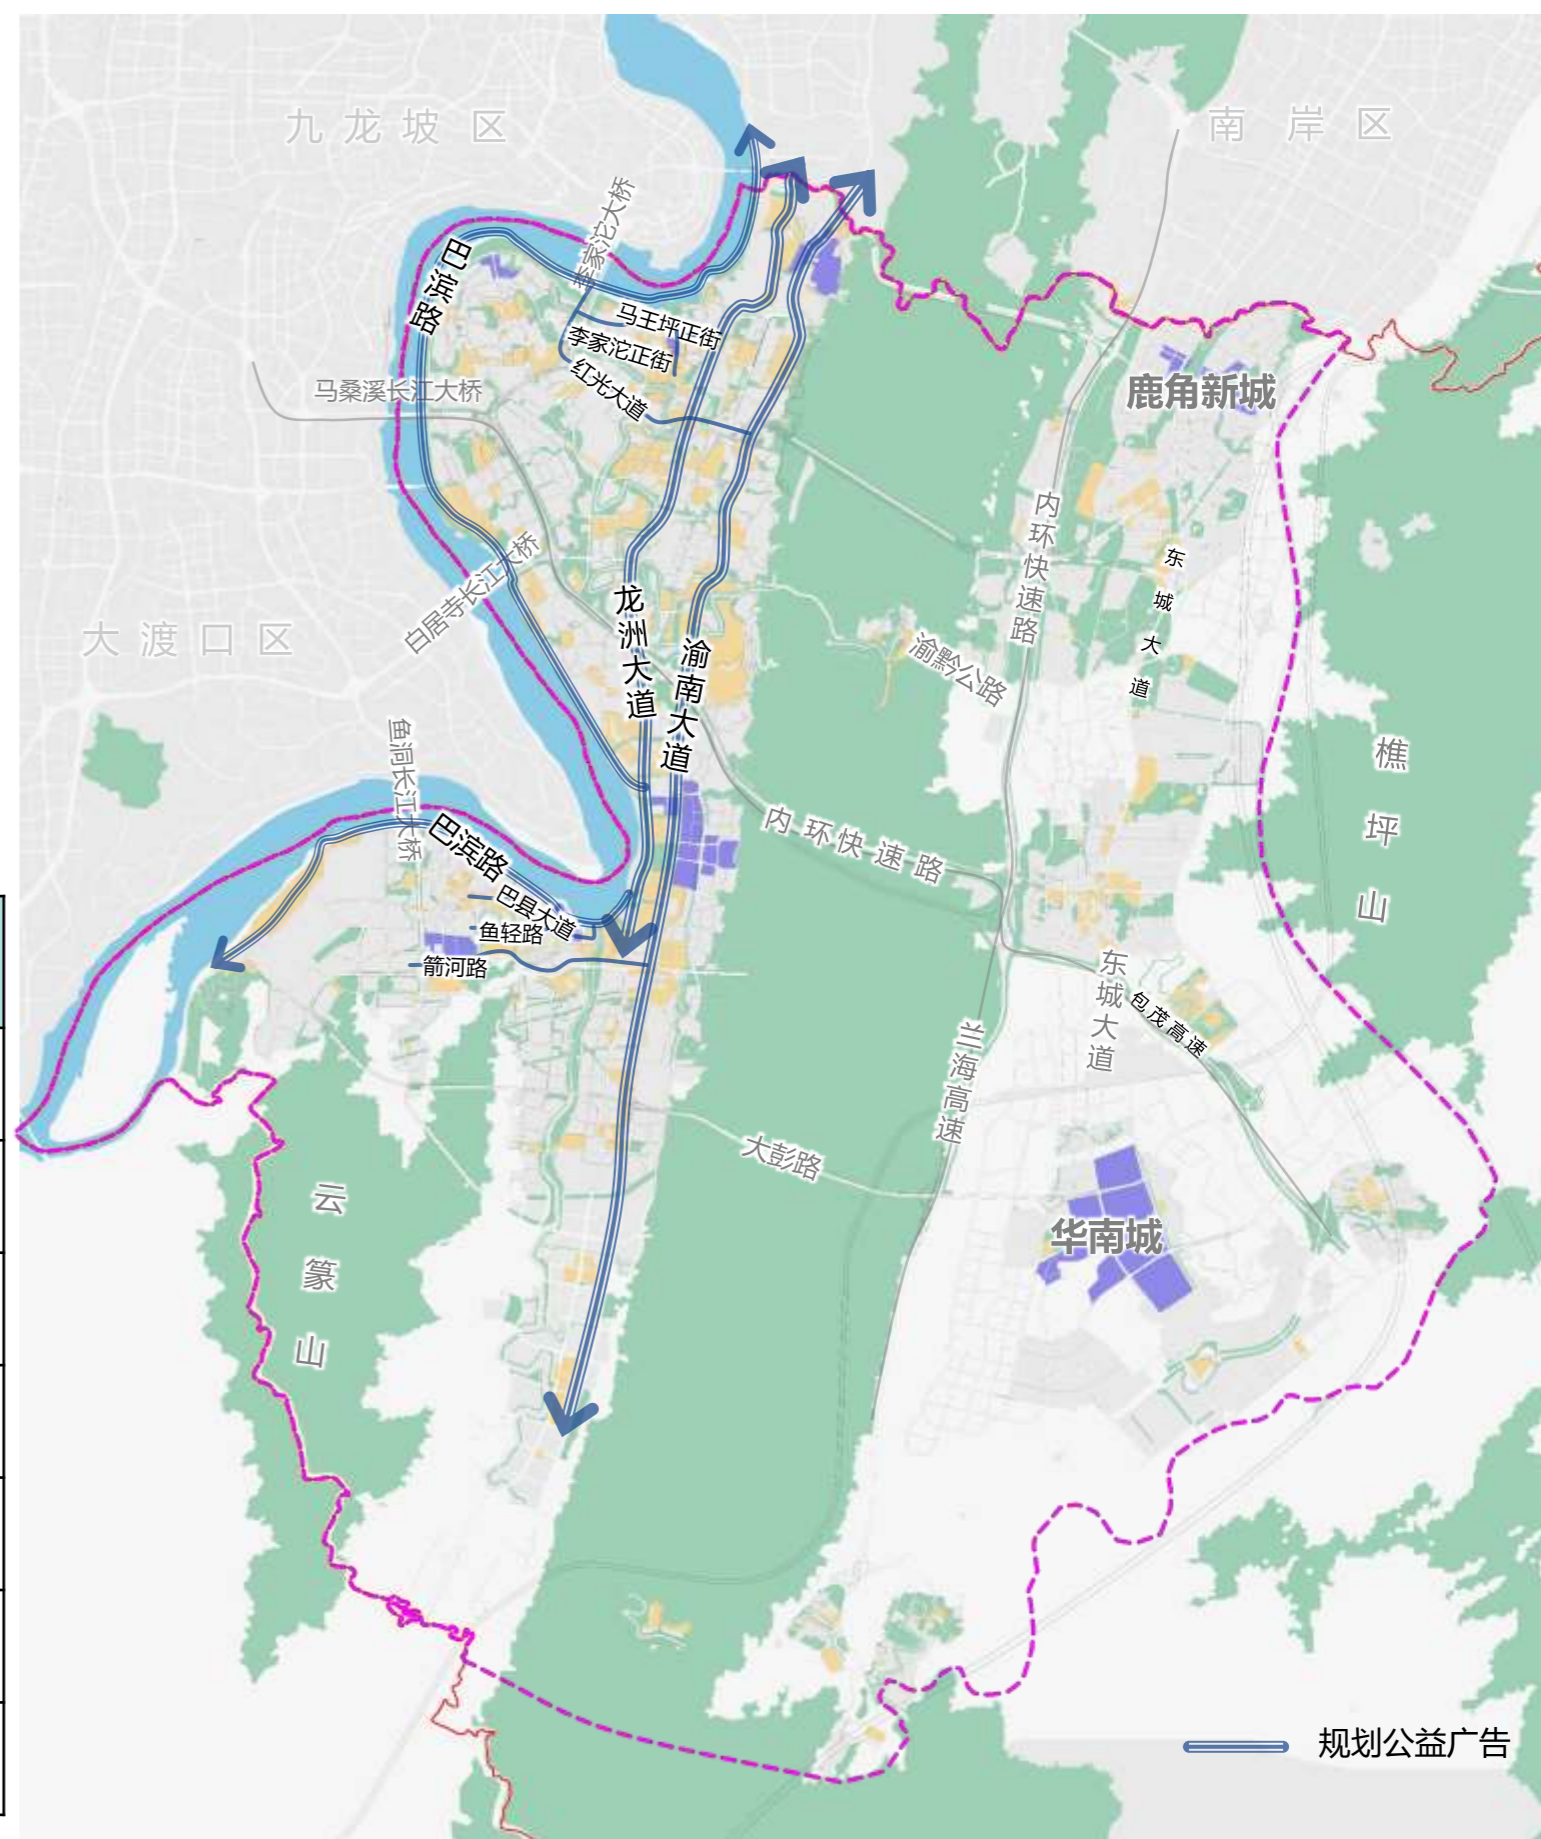 九龙坡区
南岸区
李家沱大桥
巴滨路
马王坪正街
李家沱正街
红光大道
马桑溪长江大桥
鹿角新城
内环快速路
东城大道
白居寺长江大桥
龙洲大道
大渡口区
渝南大道
渝黔公路
鱼洞长江大桥
樵坪山
内环快速路
巴滨路
巴县大道
鱼轻路
箭河路
东城大道
包茂高速
兰海高速
大彭路
云篆山
华南城
规划公益广告